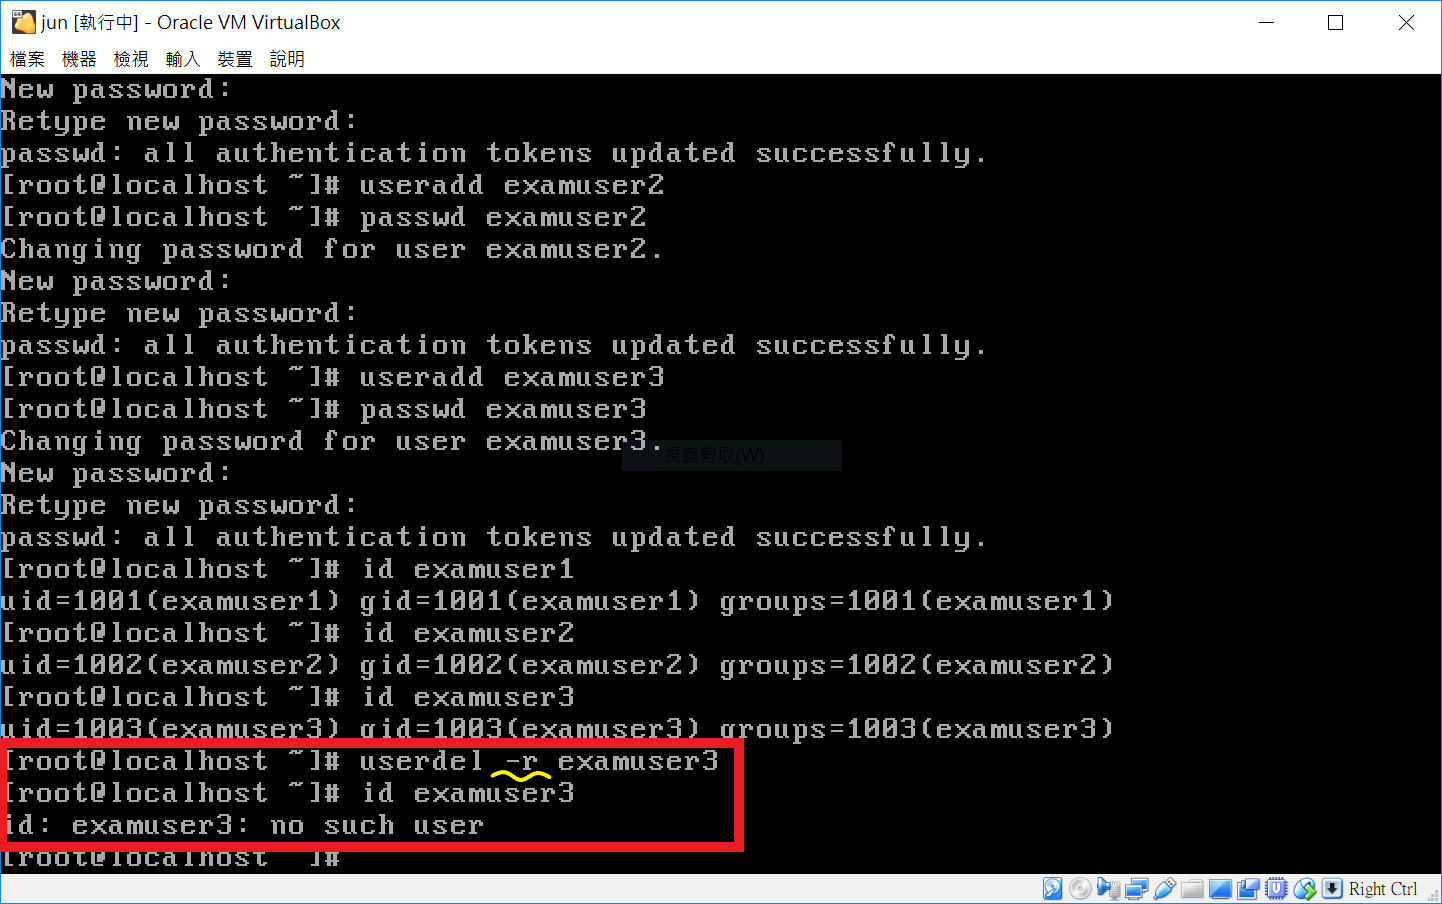 jun [執行中] - Oracle VM VirtualBox
檔案 機器 檢視 輸入 裝置 說明
New password:
Retype new password:
passwd: all authentication tokens updated successfully.
[root@localhost ~]# useradd examuser2
[root@localhost ~]# passwd examuser2
Changing password for user examuser2.
New password:
Retype new password:
passwd: all authentication tokens updated successfully.
[root@localhost ~]# useradd examuser3
[root@localhost ~]# passwd examuser3
Changing password for user examuser3.
視窗剪取(W)
New password:
Retype new password:
passwd: all authentication tokens updated successfully.
[root@localhost ~]# id examuser1
uid=1001(examuser1) gid=1001(examuser1) groups=1001(examuser1)
[root@localhost ~]# id examuser2
uid=1002(examuser2) gid=1002(examuser2) groups=1002(examuser2)
[root@localhost ~]# id examuser3
uid=1003(examuser3) gid=1003(examuser3) groups=1003(examuser3)
[root@localhost ~]# userdel -r examuser3
[root@localhost ~]# id examuser3
id: examuser3: no such user
[root@localhost ]#
Right Ctrl